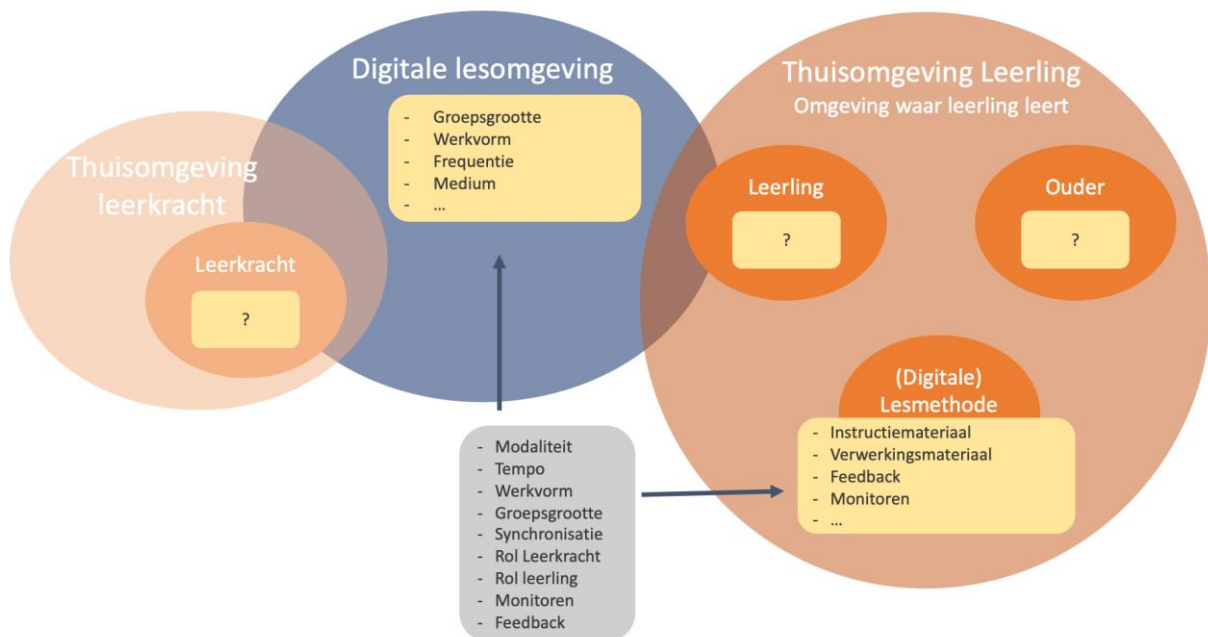 Digitale lesomgeving
- Groepsgrootte
- Werkvorm
- Frequentie
- Medium
- ...
Thuisomgeving
leerkracht
Leerkracht
?
Thuisomgeving Leerling
Omgeving waar leerling leert
Leerling
?
Ouder
?
(Digitale)
Lesmethode
- Instructiemateriaal
- Verwerkingsmateriaal
- Feedback
- Monitoren
- ...
- Modaliteit
- Tempo
- Werkvorm
- Groepsgrootte
- Synchronisatie
- Rol Leerkracht
- Rol leerling
- Monitoren
- Feedback